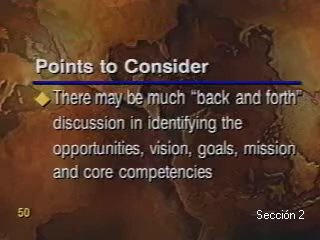 Points to Consider
There may be much “back and forth”
discussion in identifying the
opportunities, vision, goals, mission
and core competencies
50
Sección 2